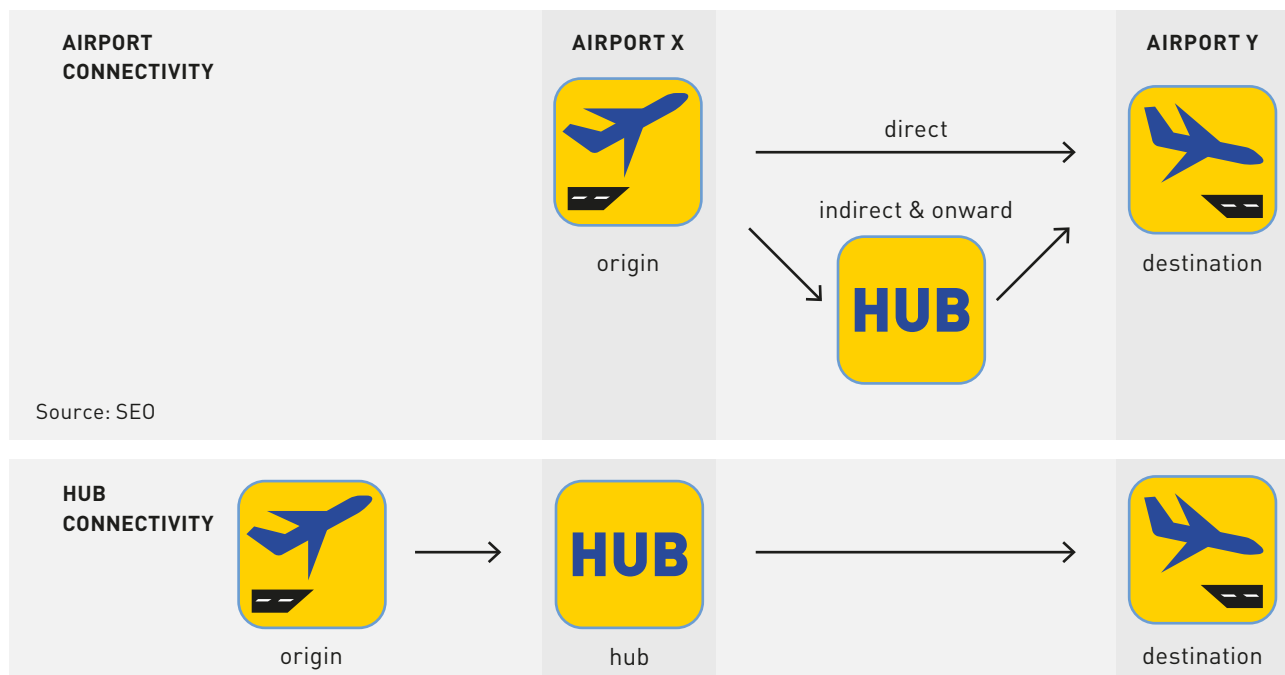 AIRPORT
CONNECTIVITY
AIRPORT X
AIRPORT Y
direct
indirect & onward
HUB
origin
destination
Source: SEO
HUB
CONNECTIVITY
HUB
origin
hub
destination